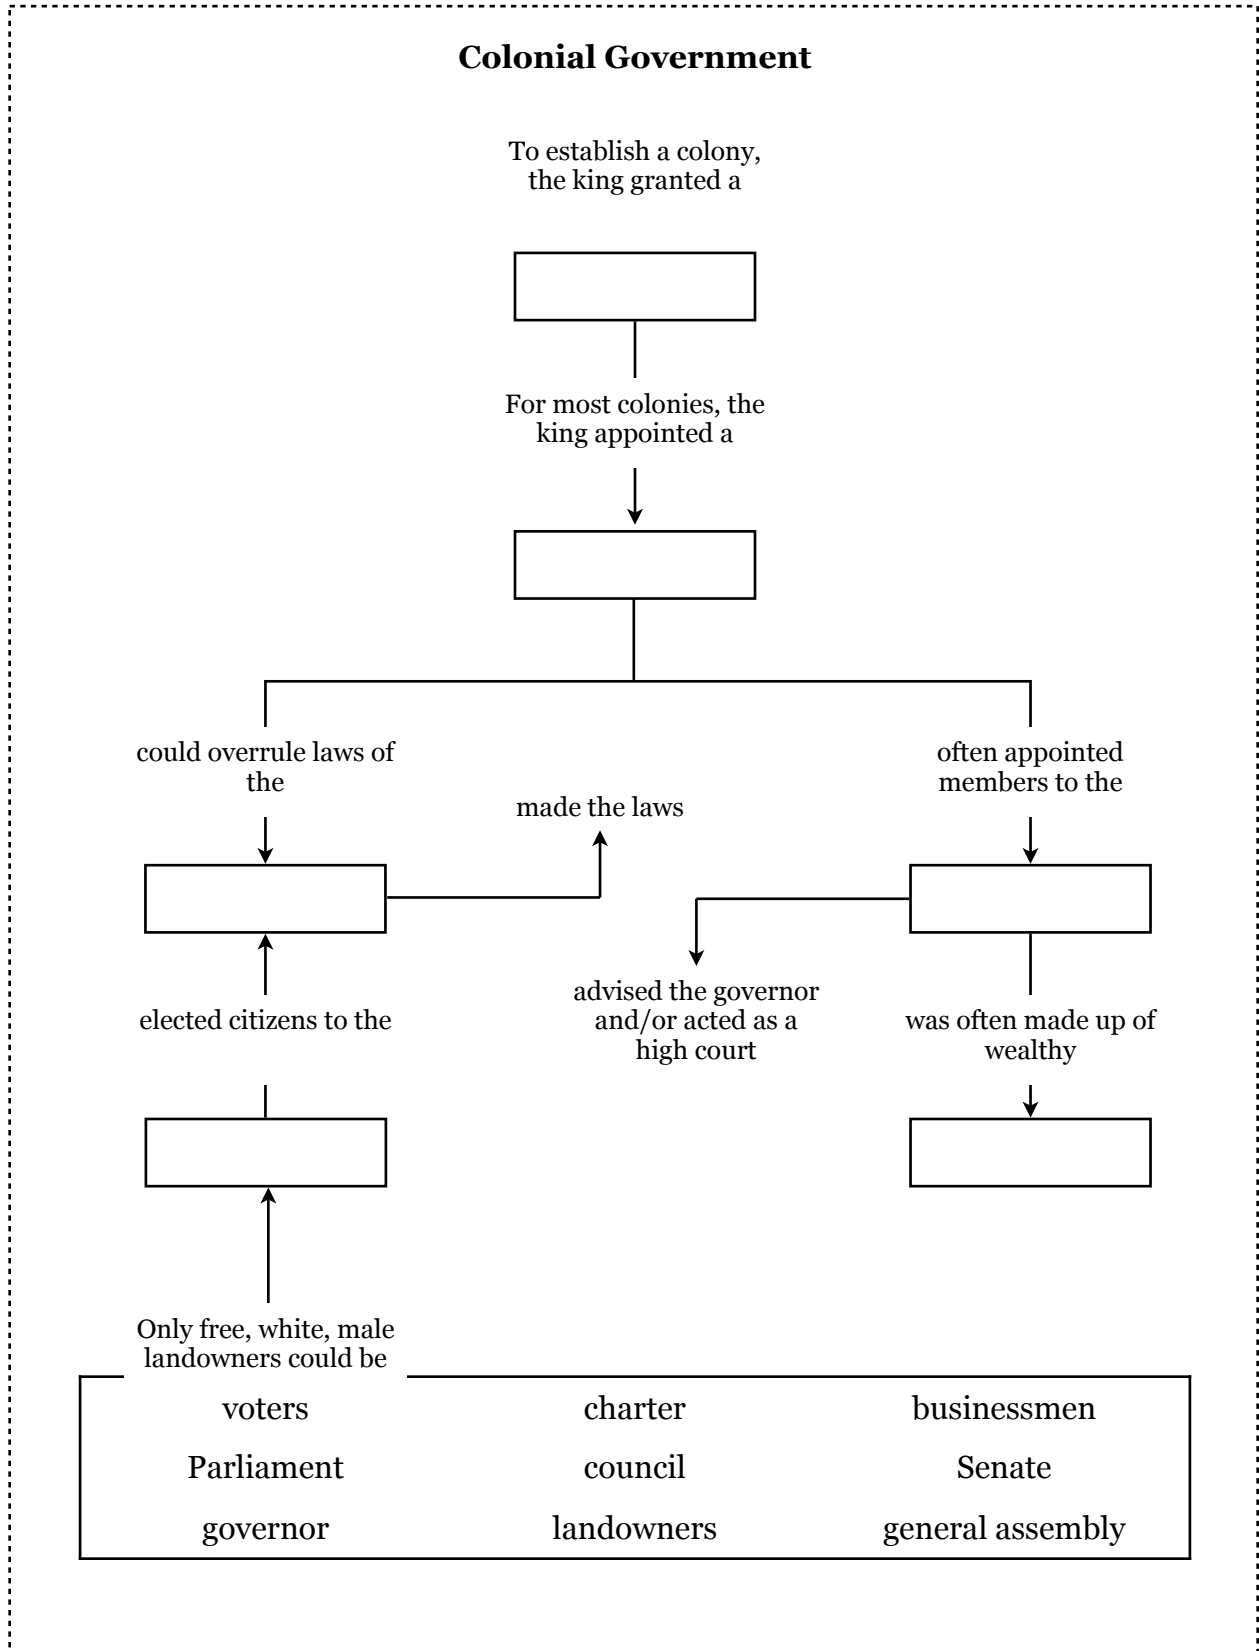 Colonial Government
To establish a colony,
the king granted a
For most colonies, the
king appointed a
could overrule laws of
the
often appointed
members to the
made the laws
elected citizens to the
advised the governor
and/or acted as a
high court
was often made up of
wealthy
Only free, white, male
landowners could be
voters charter businessmen
Parliament council Senate
governor landowners general assembly